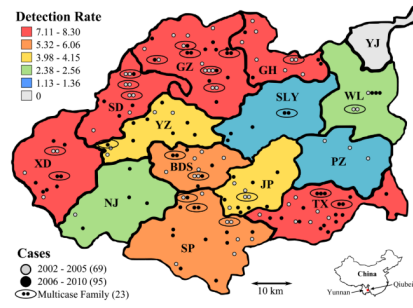 Detection Rate
7.11 - 8.30
5.32 - 6.06
3.98 - 4.15
2.38 - 2.56
1.13 - 1.36
0
GZ
GH
YJ
SD
SLY
WL
YZ
XD
BDS
PZ
JP
NJ
TX
SP
Cases
2002 - 2005 (69)
2006 - 2010 (95)
Multicase Family (23)
10 km
China
Yunnan
Qiubei